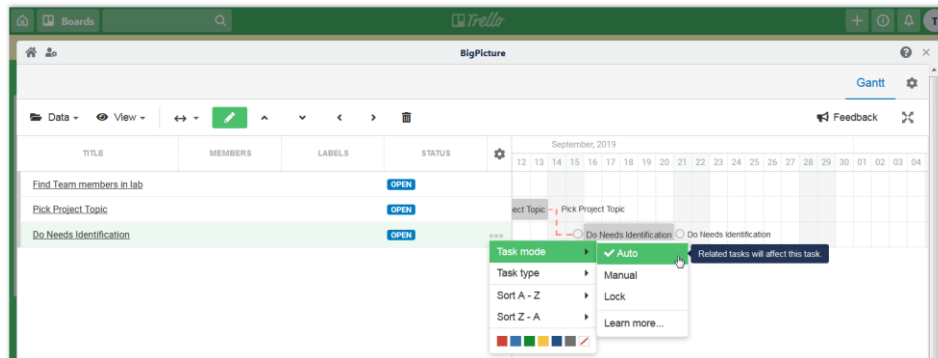 Boards
Trello
T
BigPicture
Gantt
Data View
Feedback
TITLE MEMBERS LABELS STATUS
September, 2019
12 13 14 15 16 17 18 19 20 21 22 23 24 25 26 27 28 29 30 01 02 03 04
Find Team members in lab OPEN
Pick Project Topic OPEN ect Topic Pick Project Topic
Do Needs Identification OPEN Do Needs Identification Do Needs Identification
Task mode Auto Related tasks will affect this task.
Task type Manual
Sort A - Z Lock
Sort Z - A
Learn more...